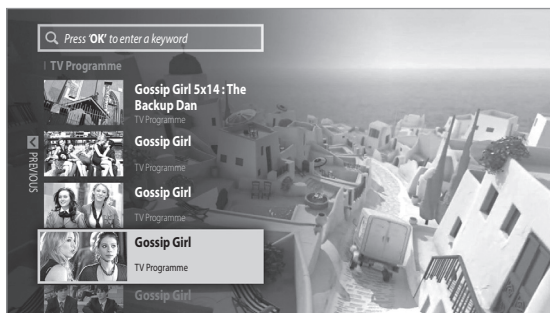 Press 'OK' to enter a keyword
TV Programme
Gossip Girl 5x14 : The
Backup Dan
TV Programme
PREVIOUS
Gossip Girl
TV Programme
Gossip Girl
TV Programme
Gossip Girl
TV Programme
Gossip Girl